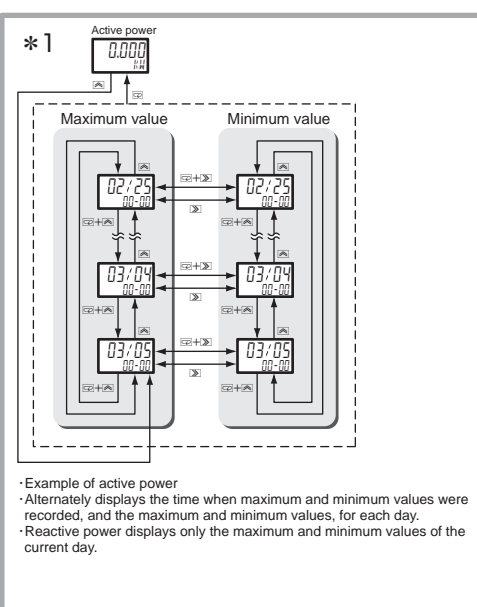 *1
Active power
0.000
Maximum value
Minimum value
02/25
00-00
02/25
00-00
+
+
+
03/04
00-00
03/04
00-00
+
+
+
03/05
00-00
03/05
00-00
+
+
+
·Example of active power
·Alternately displays the time when maximum and minimum values were
recorded, and the maximum and minimum values, for each day.
·Reactive power displays only the maximum and minimum values of the
current day.